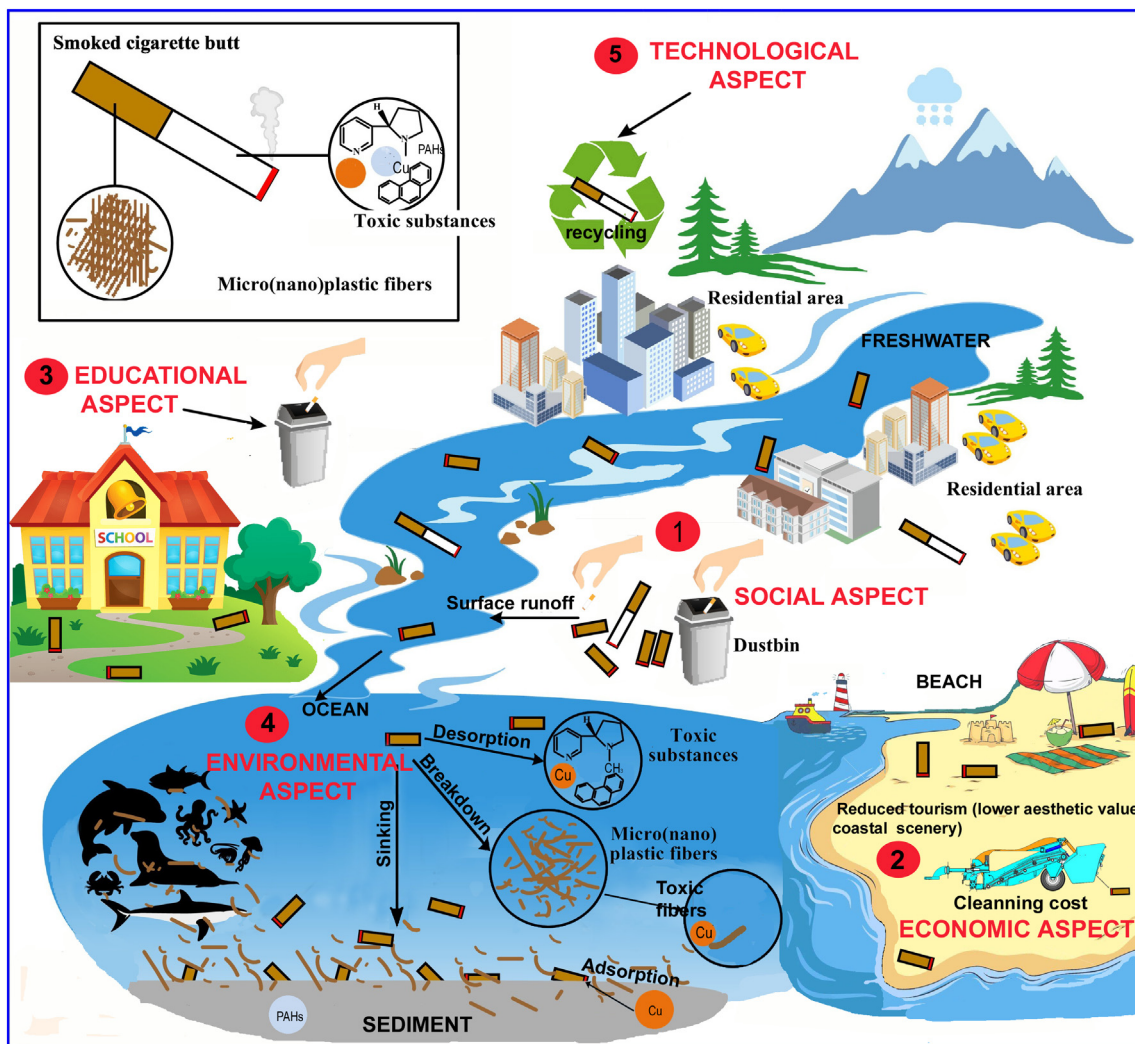 Smoked cigarette butt
H
N
N
PAHs
Cu
Toxic substances
Micro(nano)plastic fibers
5
TECHNOLOGICAL
ASPECT
recycling
Residential area
FRESHWATER
Residential area
3
EDUCATIONAL
ASPECT
SCHOOL
1
SOCIAL ASPECT
Surface runoff
Dustbin
OCEAN
4
ENVIRONMENTAL
ASPECT
Desorption
H
N
N
CH3
Cu
Toxic
substances
Breakdown
Sinking
Micro(nano)
plastic fibers
Toxic
fibers
Cu
Adsorption
Cu
PAHs
SEDIMENT
BEACH
Reduced tourism (lower aesthetic value
coastal scenery)
2
Cleanning cost
ECONOMIC ASPECT